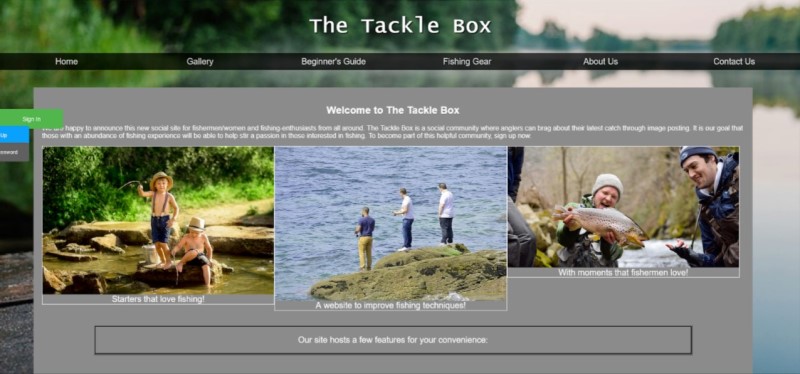 The Tackle Box
Home Gallery Beginner's Guide Fishing Gear About Us Contact Us
Sign in
Welcome to The Tackle Box
are happy to announce this new social site for fishermen/women and fishing-enthusiasts from all around. The Tackle Box is a social community where anglers can brag about their latest catch through image posting. It is our goal that
those with an abundance of fishing experience will be able to help stir a passion in those interested in fishing. To become part of this helpful community, sign up now
Starters that love fishing!
A website to improve fishing techniques!
With moments that fishermen love!
Our site hosts a few features for your convenience: